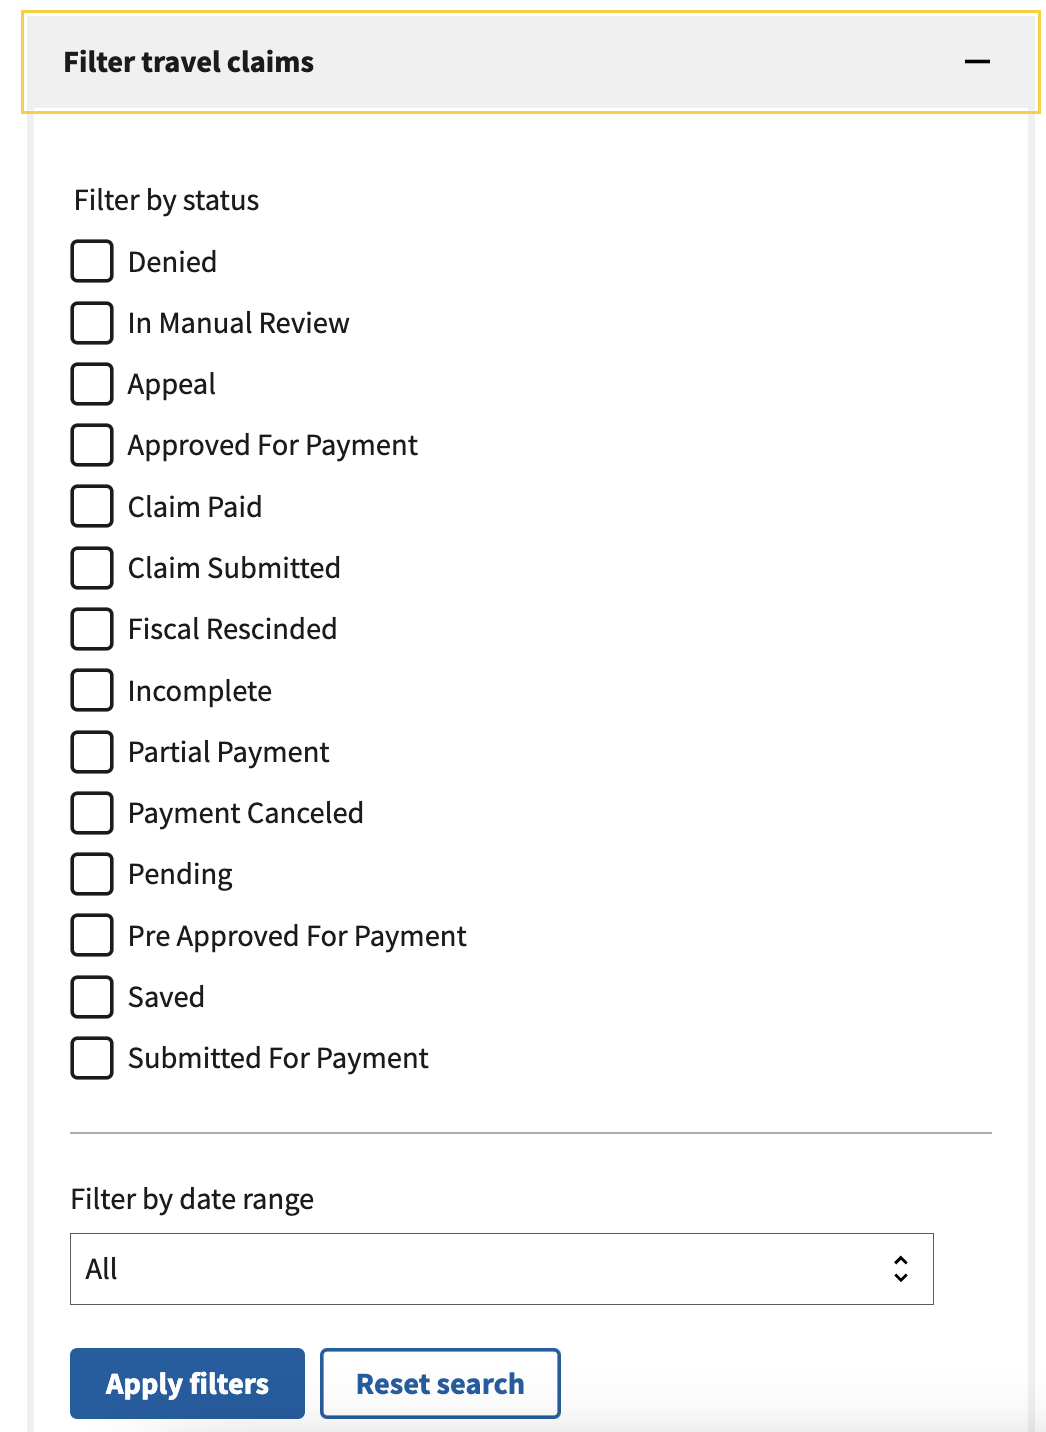 Filter travel claims
Filter by status
Denied
In Manual Review
Appeal
Approved For Payment
Claim Paid
Claim Submitted
Fiscal Rescinded
Incomplete
Partial Payment
Payment Canceled
Pending
Pre Approved For Payment
Saved
Submitted For Payment
Filter by date range
All
Apply filters
Reset search